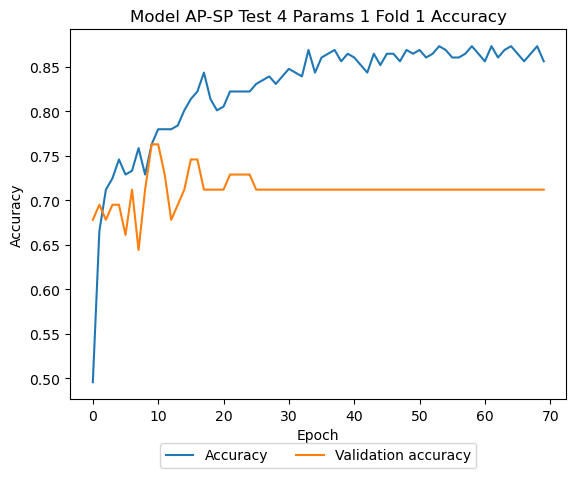 Model AP-SP Test 4 Params 1 Fold 1 Accuracy
0.85
0.80
0.75
0.70
0.65
0.60
0.55
0.50
Accuracy
0 10 20 30 40 50 60 70
Epoch
Accuracy Validation accuracy